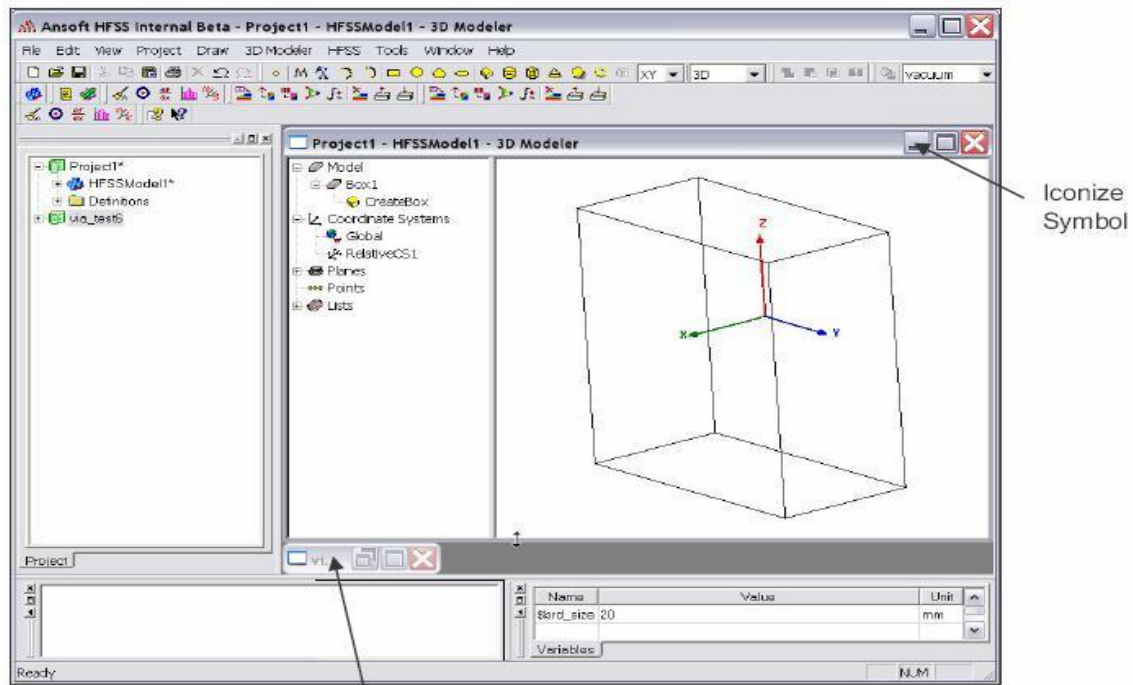 Ansoft HFSS Internal Beta - Project1 - HFSSModel1 - 3D Modeler
File Edit View Project Draw 3D Modeler HFSS Tools Window Help
XY 3D vacuum
Project1 - HFSSModel1 - 3D Modeler
Iconize
Symbol
Project1*
HFSSModel1*
Definitions
via_test6
Project
Model
Box1
CreateBox
Coordinate Systems
Global
RelativeCS1
Planes
Points
Lists
Z
X
Y
Name Value Unit
$brd_size 20 mm
Variables
Ready NUM